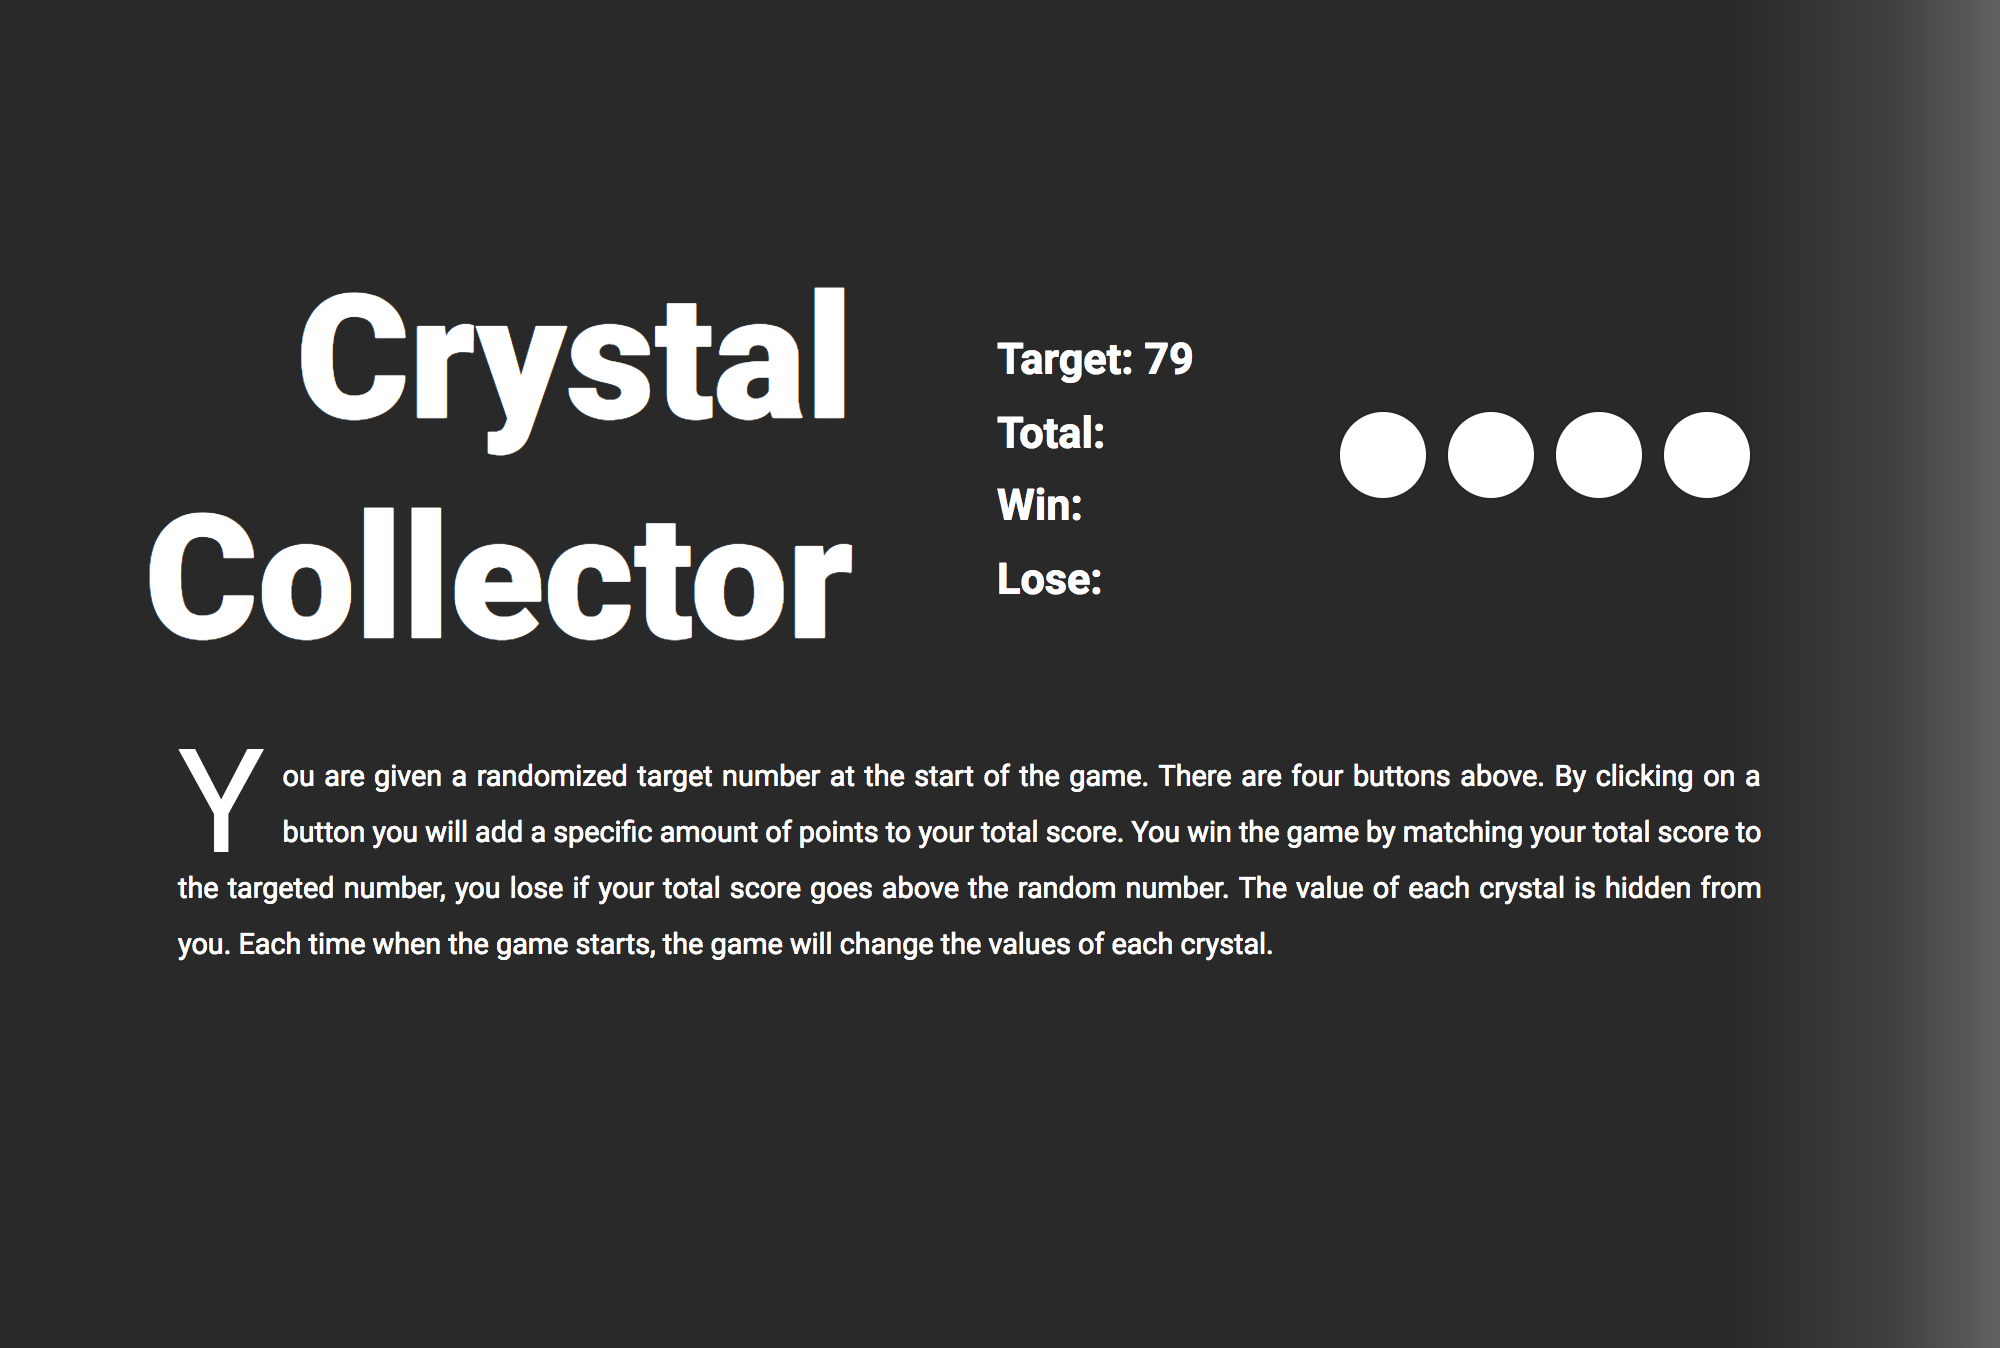 Crystal
Collector
Target: 79
Total:
Win:
Lose:
You are given a randomized target number at the start of the game. There are four buttons above. By clicking on a
button you will add a specific amount of points to your total score. You win the game by matching your total score to
the targeted number, you lose if your total score goes above the random number. The value of each crystal is hidden from
you. Each time when the game starts, the game will change the values of each crystal.